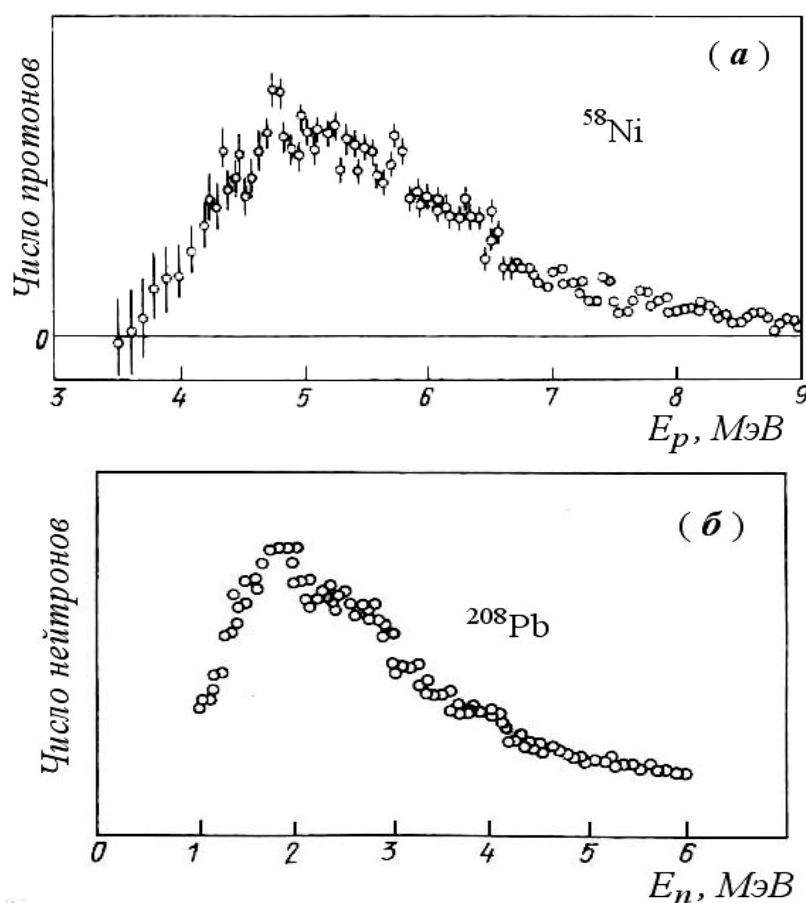 ( а )
58Ni
Число протонов
0
3 4 5 6 7 8 9
Ep, МэВ
( б )
208Pb
Число нейтронов
0 1 2 3 4 5 6
En, МэВ